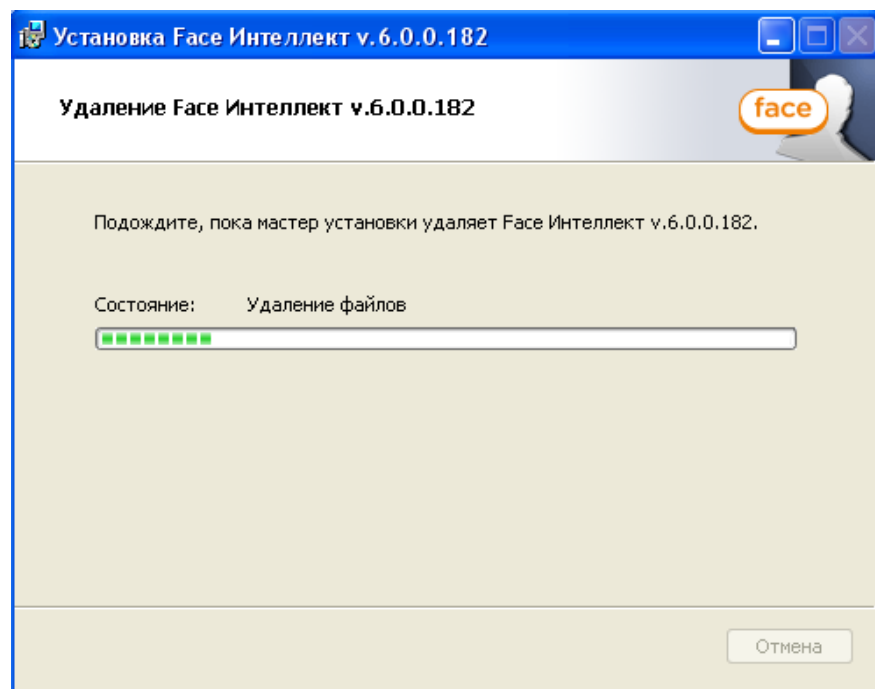 Установка Face Интеллект v.6.0.0.182
Удаление Face Интеллект v.6.0.0.182
face
Подождите, пока мастер установки удаляет Face Интеллект v.6.0.0.182.
Состояние: Удаление файлов
Отмена